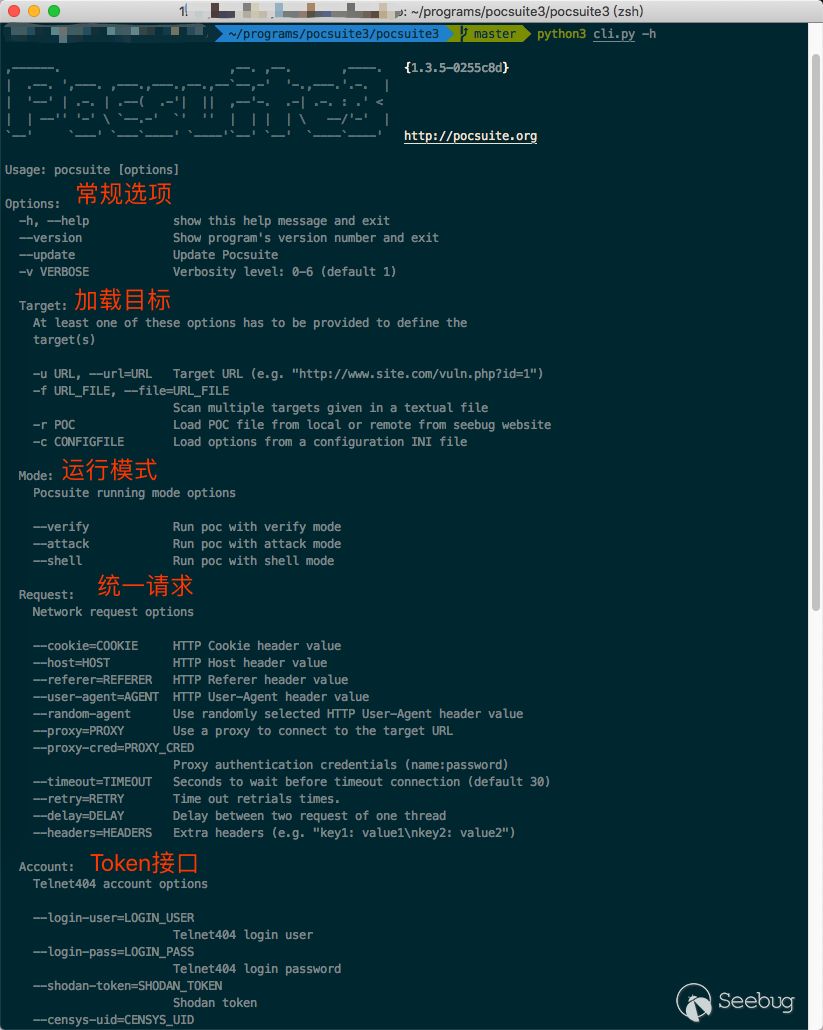 ~/programs/pocsuite3/pocsuite3 (zsh)
~/programs/pocsuite3/pocsuite3 master python3 cli.py -h
{1.3.5-0255c8d}
http://pocsuite.org
Usage: pocsuite [options]
Options: 常规选项
-h, --help show this help message and exit
--version Show program's version number and exit
--update Update Pocsuite
-v VERBOSE Verbosity level: 0-6 (default 1)
Target: 加载目标
At least one of these options has to be provided to define the
target(s)
-u URL, --url=URL Target URL (e.g. "http://www.site.com/vuln.php?id=1")
-f URL_FILE, --file=URL_FILE
Scan multiple targets given in a textual file
-r POC Load POC file from local or remote from seebug website
-c CONFIGFILE Load options from a configuration INI file
Mode: 运行模式
Pocsuite running mode options
--verify Run poc with verify mode
--attack Run poc with attack mode
--shell Run poc with shell mode
Request: 统一请求
Network request options
--cookie=COOKIE HTTP Cookie header value
--host=HOST HTTP Host header value
--referer=REFERER HTTP Referer header value
--user-agent=AGENT HTTP User-Agent header value
--random-agent Use randomly selected HTTP User-Agent header value
--proxy=PROXY Use a proxy to connect to the target URL
--proxy-cred=PROXY_CRED
Proxy authentication credentials (name:password)
--timeout=TIMEOUT Seconds to wait before timeout connection (default 30)
--retry=RETRY Time out retrials times.
--delay=DELAY Delay between two request of one thread
--headers=HEADERS Extra headers (e.g. "key1: value1\nkey2: value2")
Account: Token接口
Telnet404 account options
--login-user=LOGIN_USER
Telnet404 login user
--login-pass=LOGIN_PASS
Telnet404 login password
--shodan-token=SHODAN_TOKEN
Shodan token
--censys-uid=CENSYS_UID
Seebug